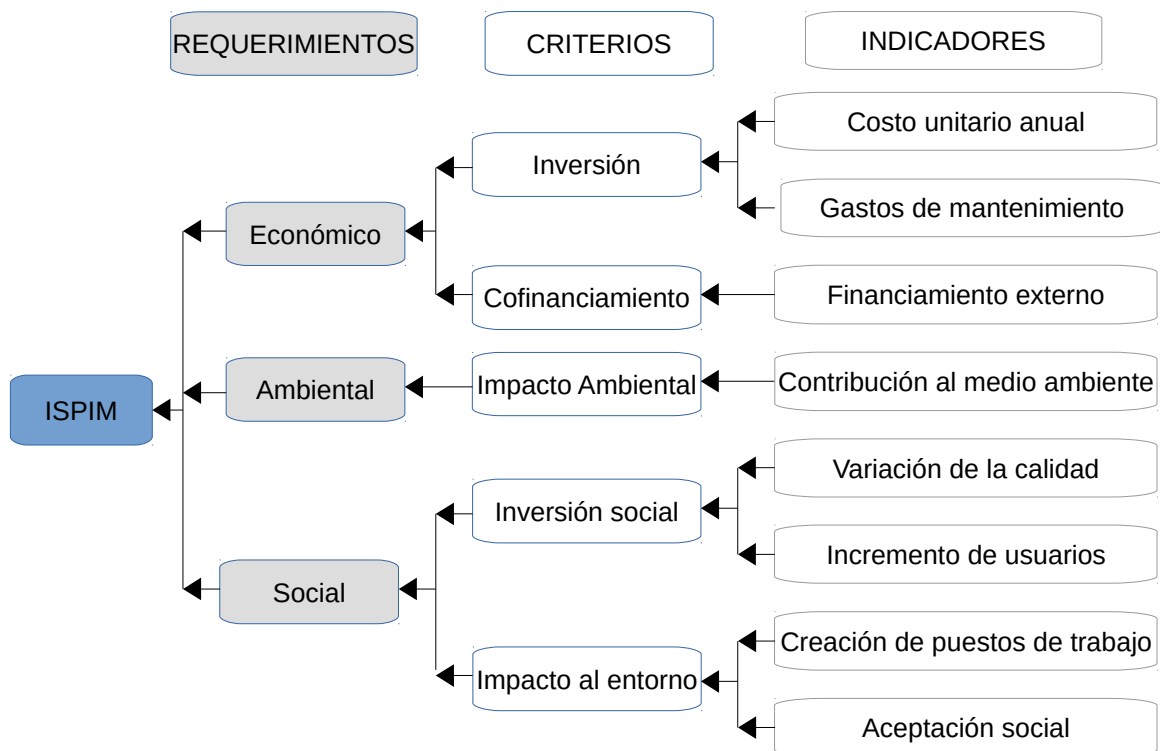 REQUERIMIENTOS
CRITERIOS
INDICADORES
Costo unitario anual
Inversión
Gastos de mantenimiento
Económico
Cofinanciamiento
Financiamiento externo
ISPIM
Ambiental
Impacto Ambiental
Contribución al medio ambiente
Variación de la calidad
Inversión social
Incremento de usuarios
Social
Creación de puestos de trabajo
Impacto al entorno
Aceptación social